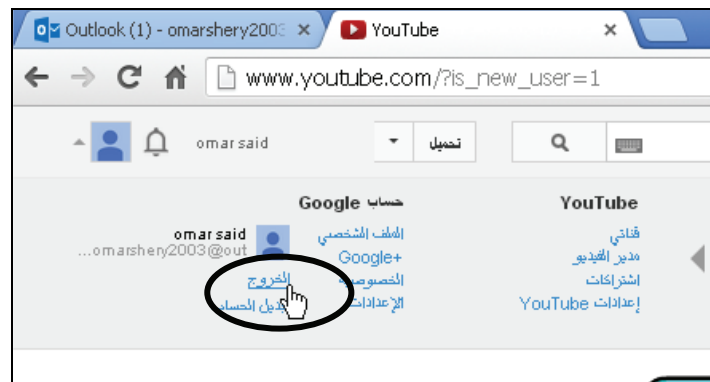 Outlook (1) - omarshery2003
YouTube
www.youtube.com/?is_new_user=1
تحميل
omar said
YouTube
قناتي
مدير الفيديو
اشتراكات
إعدادات YouTube
حساب Google
الملف الشخصي
Google+
الخصوصية
الإعدادات
omar said
omarshery2003@out...
الخروج